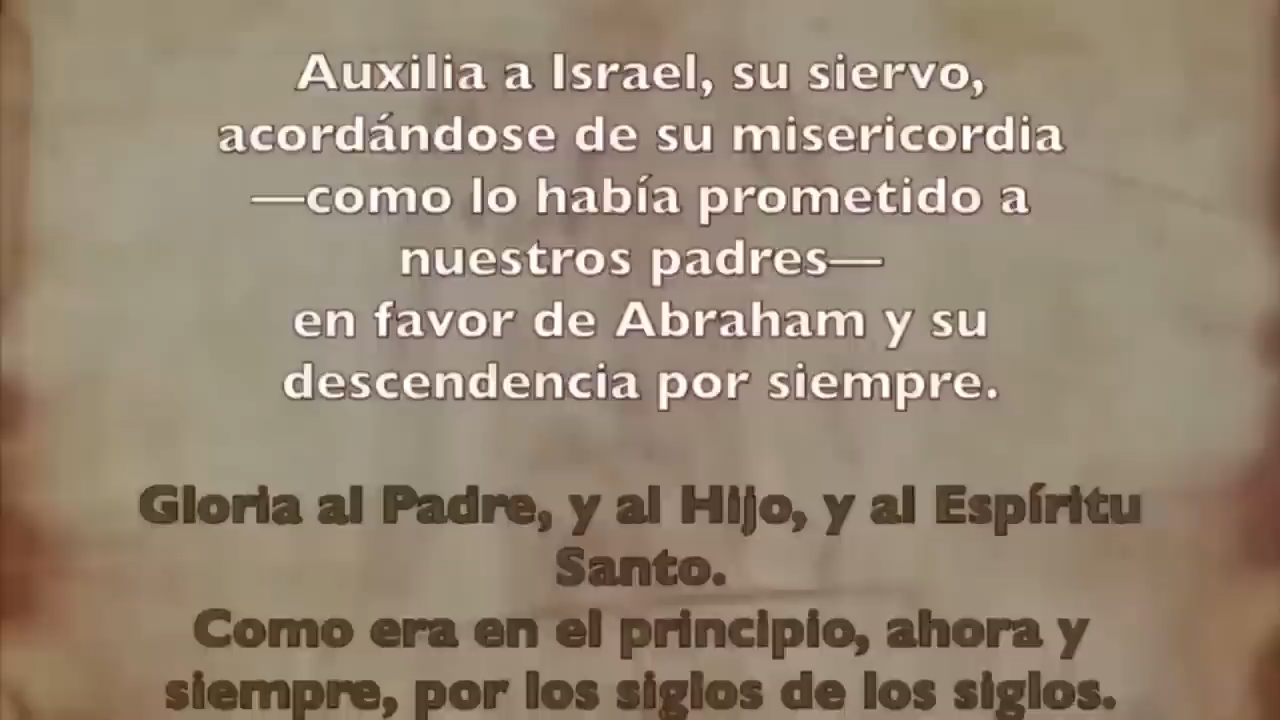 Auxilia a Israel, su siervo,
acordándose de su misericordia
—como lo había prometido a
nuestros padres—
en favor de Abraham y su
descendencia por siempre.
Gloria al Padre, y al Hijo, y al Espíritu
Santo.
Como era en el principio, ahora y
siempre, por los siglos de los siglos.